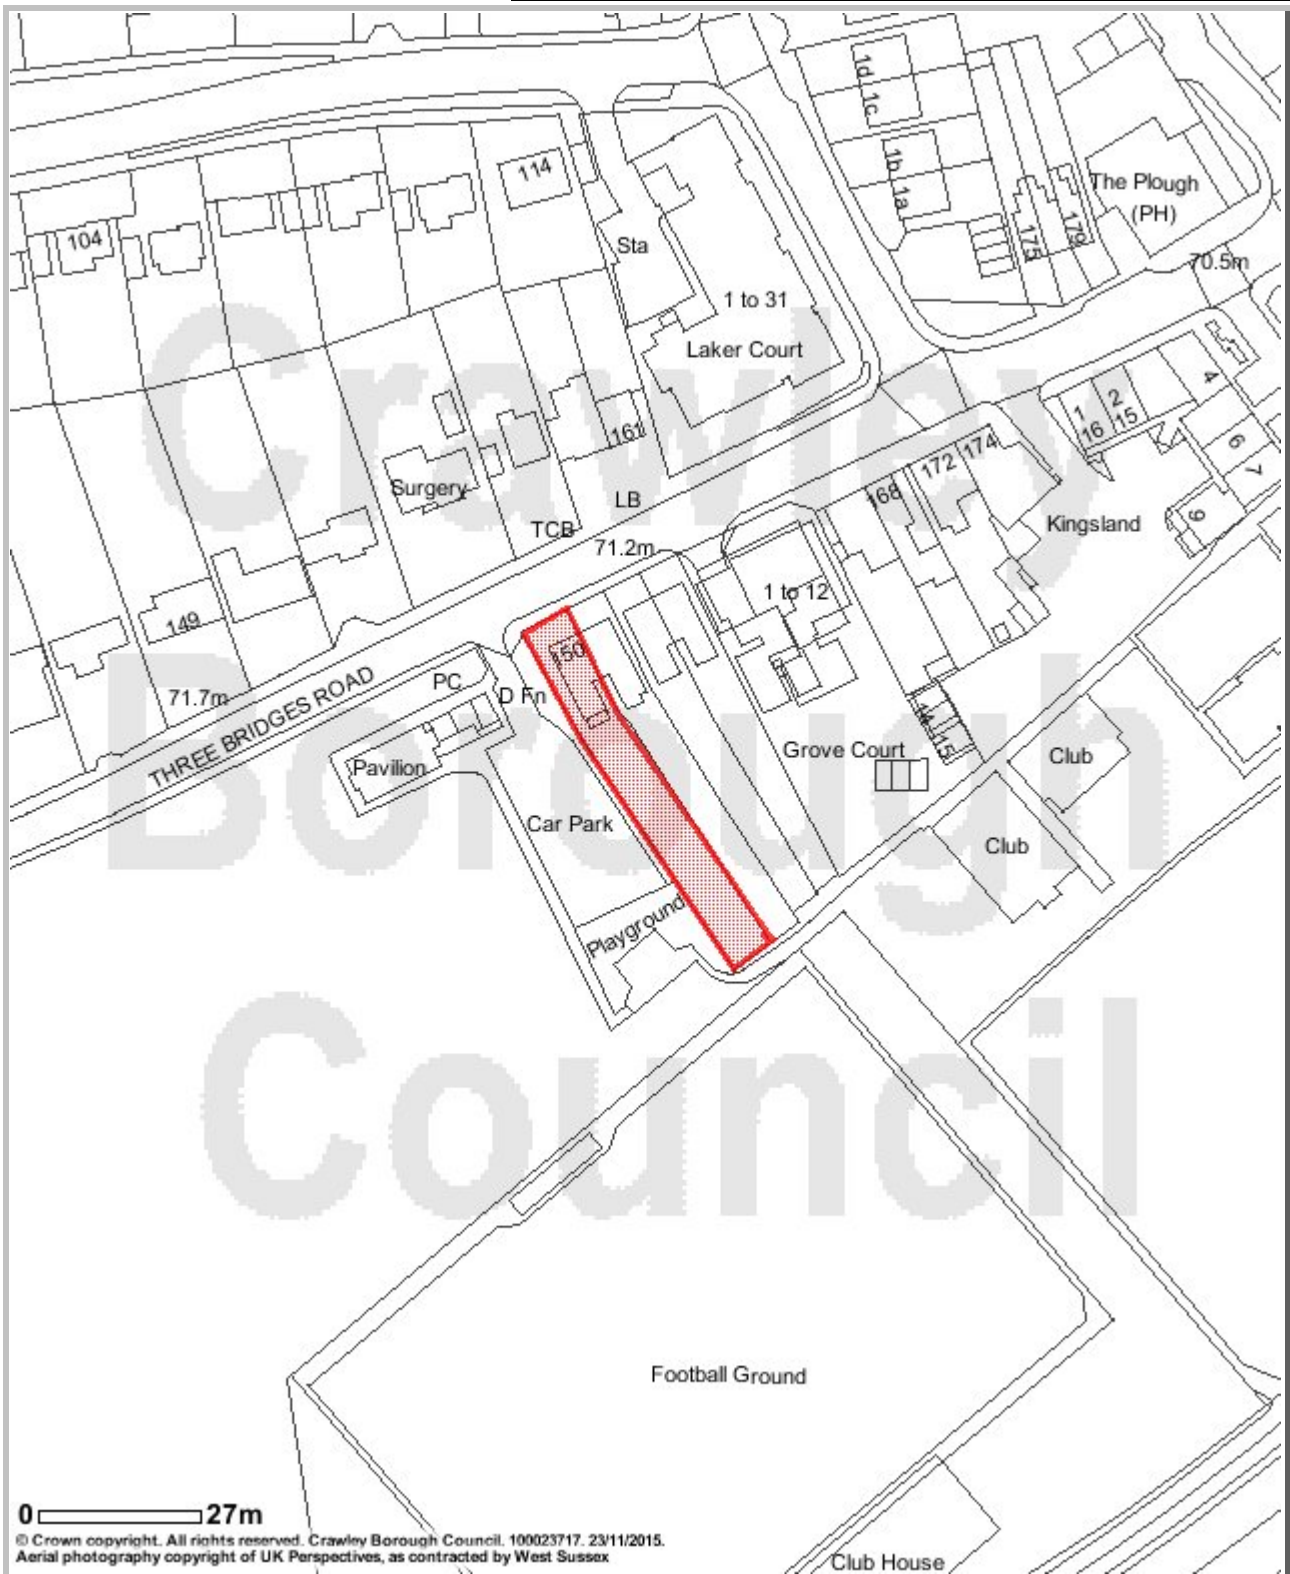 1d 1c
1b 1a
114
104
The Plough
(PH)
175
179
70.5m
Sta
1 to 31
Laker Court
161
Surgery
LB
TCB
71.2m
168
172
174
1
16
2
15
4
6
7
9
Kingsland
1 to 12
149
150
71.7m
THREE BRIDGES ROAD
PC
D Fn
Pavilion
Car Park
Playground
Grove Court
14
15
Club
Club
Crawley
Borough
Council
Football Ground
Club House
0 27m
© Crown copyright. All rights reserved. Crawley Borough Council. 100023717. 23/11/2015.
Aerial photography copyright of UK Perspectives, as contracted by West Sussex